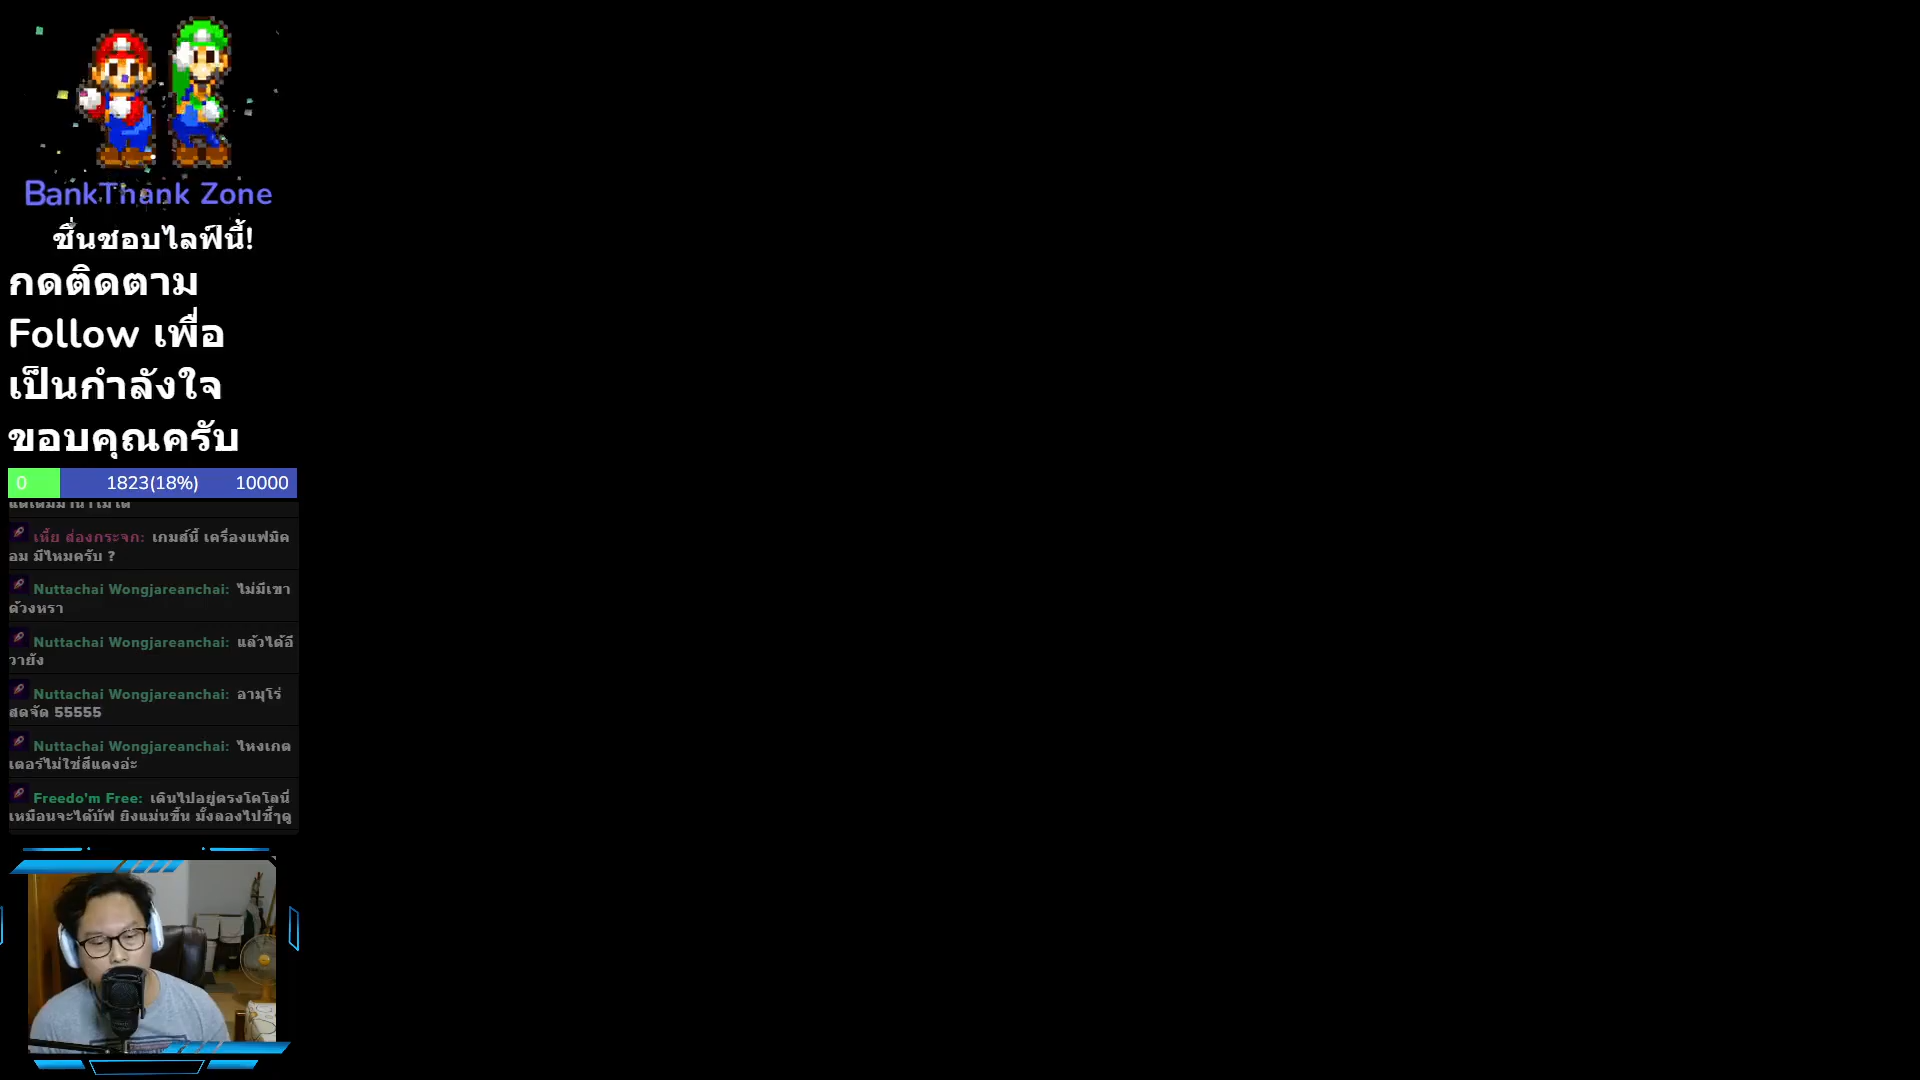 BankThank Zone
ชื่นชอบไลฟ์นี้!
กดติดตาม
Follow เพื่อ
เป็นกำลังใจ
ขอบคุณครับ
0 1823(18%) 10000
เนี้ย ส่องกระจก: เกมส์นี้ เครื่องแฟมิค
อม มีไหมครับ ?
Nuttachai Wongjareanchai: ไม่มีเขา
ด้วงหรา
Nuttachai Wongjareanchai: แล้วได้อี
วายัง
Nuttachai Wongjareanchai: อามุโร่
สดจัด 55555
Nuttachai Wongjareanchai: ไหงเกต
เตอร์ไม่ใช่สีแดงอ่ะ
Freedo'm Free: เดินไปอยู่ตรงโคโลนี่
เหมือนจะได้บัฟ ยิงแม่นขึ้น มั้งลองไปชี้ๆดู